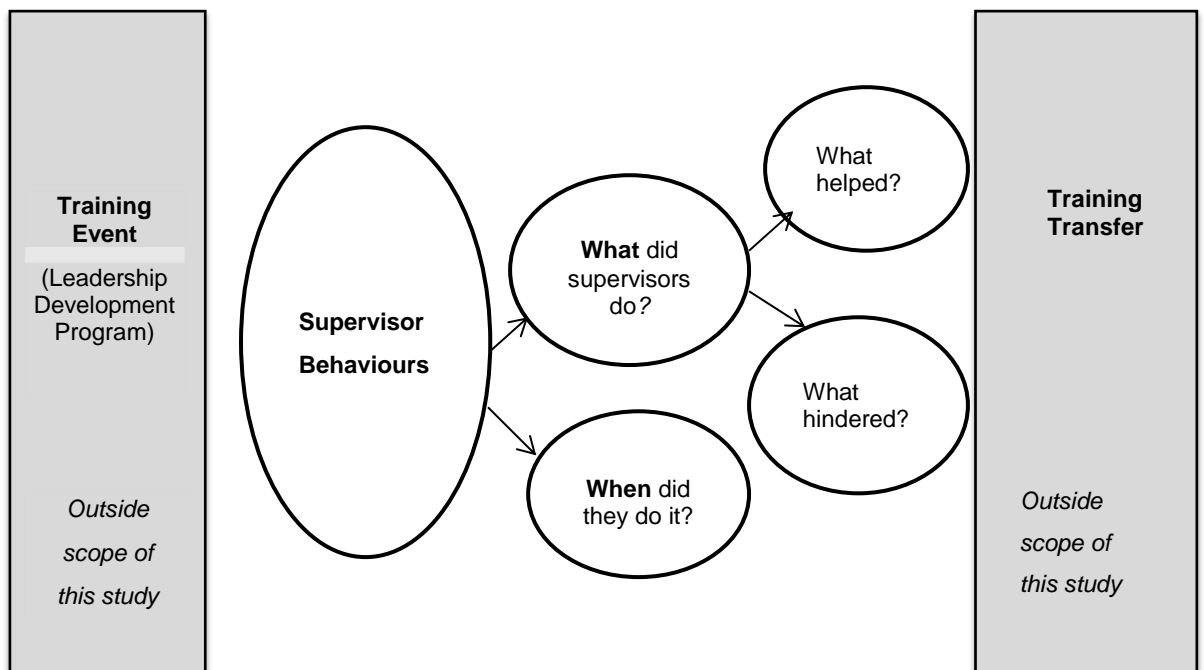 Training
Event
(Leadership
Development
Program)
Outside
scope of
this study
Supervisor
Behaviours
What did
supervisors
do?
When did
they do it?
What
helped?
What
hindered?
Training
Transfer
Outside
scope of
this study